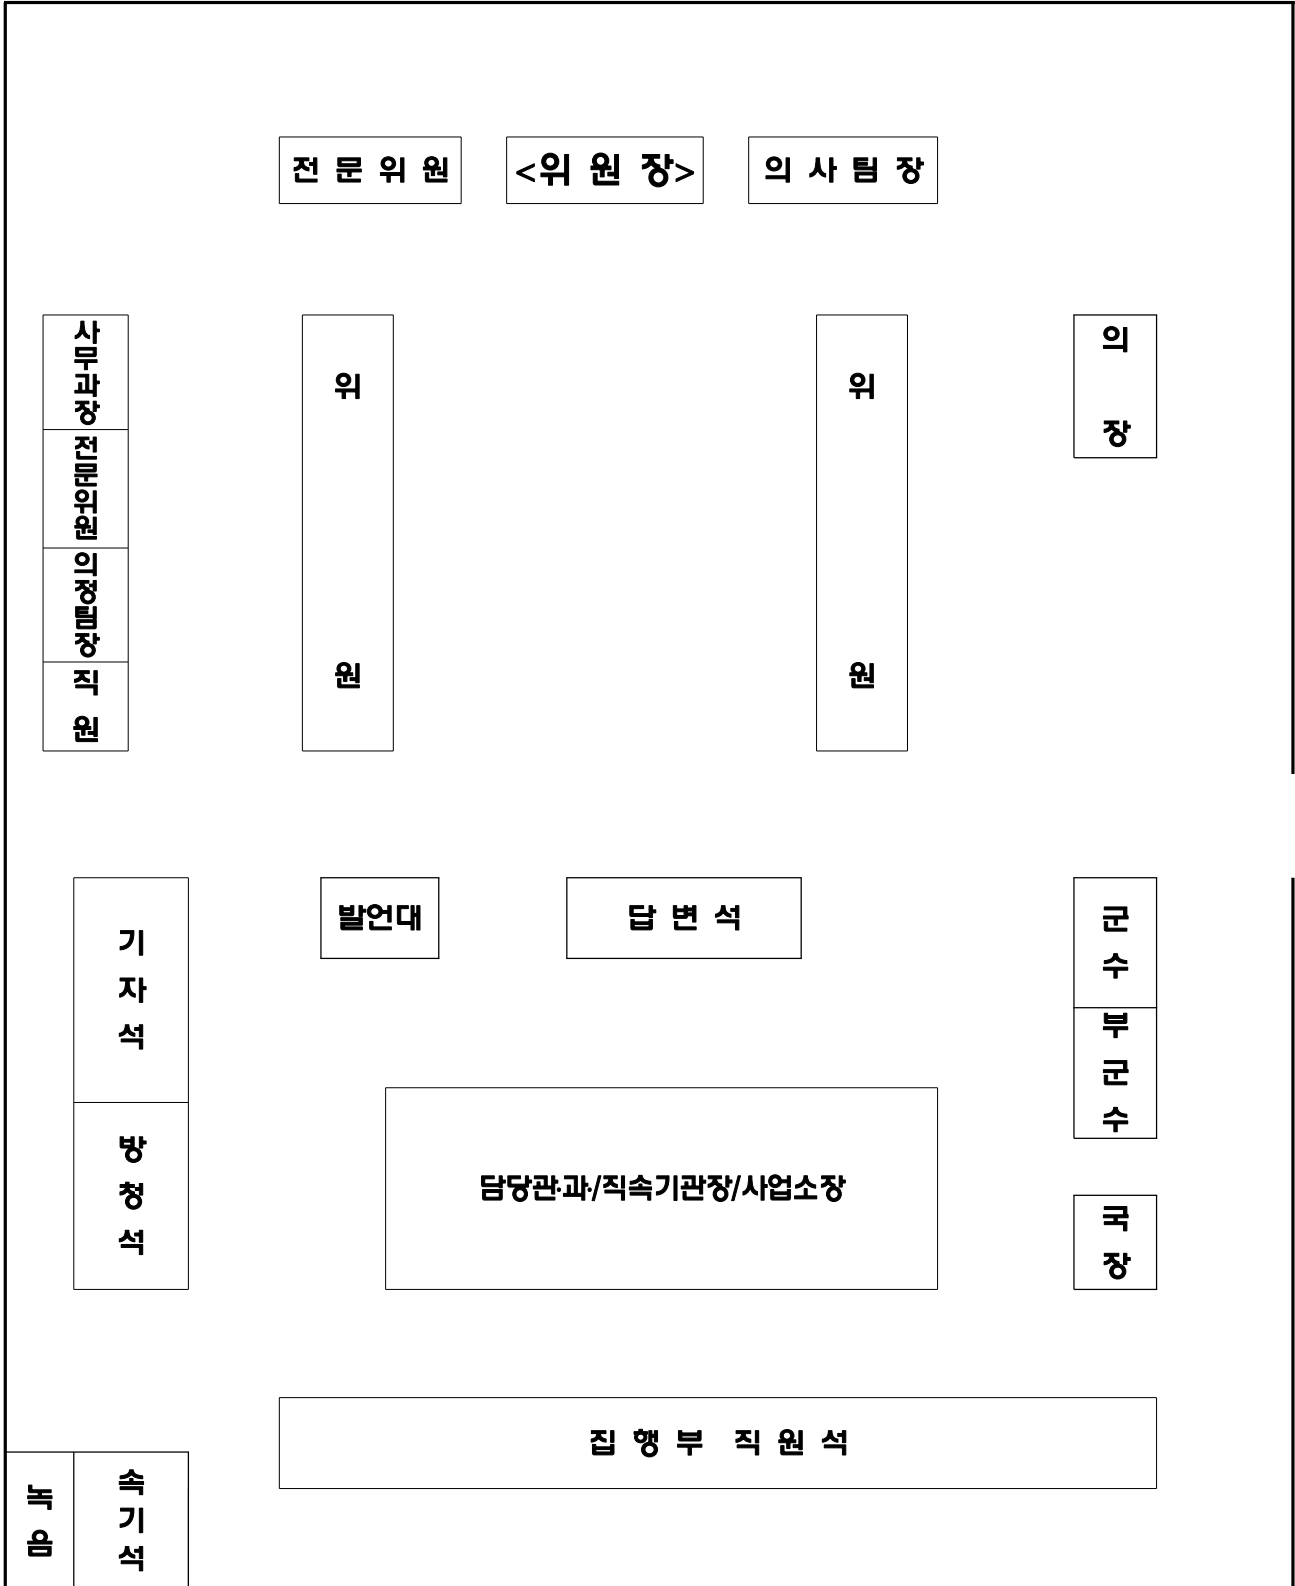 전 문 위 원
<위 원 장>
의 사 팀 장
사무과장
전문위원
의정팀장
직원
위 원
위 원
의 장
기자석
방청석
발언대
답 변 석
군수
부군수
국장
담당관·과·/직속기관장/사업소장
집 행 부 직 원 석
녹음
속기석